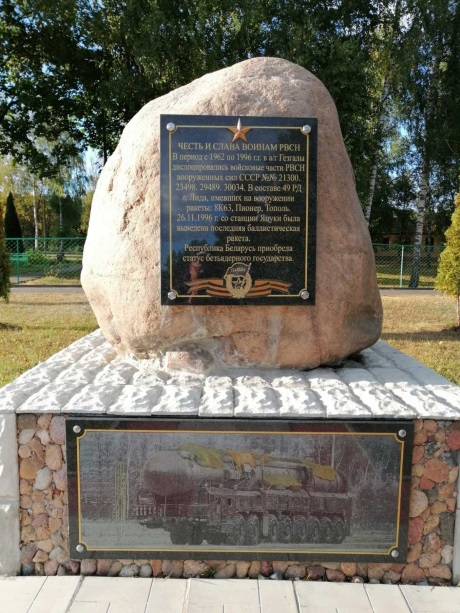 ЧЕСТЬ И СЛАВА ВОИНАМ РВСН
В период с 1962 по 1996 г.г. в а/г Гезгалы
дислоцировались войсковые части РВСН
вооруженных сил СССР №№ 21300.
23498. 29489. 30034. В составе 49 РД
г. Лида, имевших на вооружении
ракеты: 8К63, Пионер, Тополь.
26.11.1996 г. со станции Яцуки была
выведена последняя баллистическая
ракета.
Республика Беларусь приобрела
статус безъядерного государства.